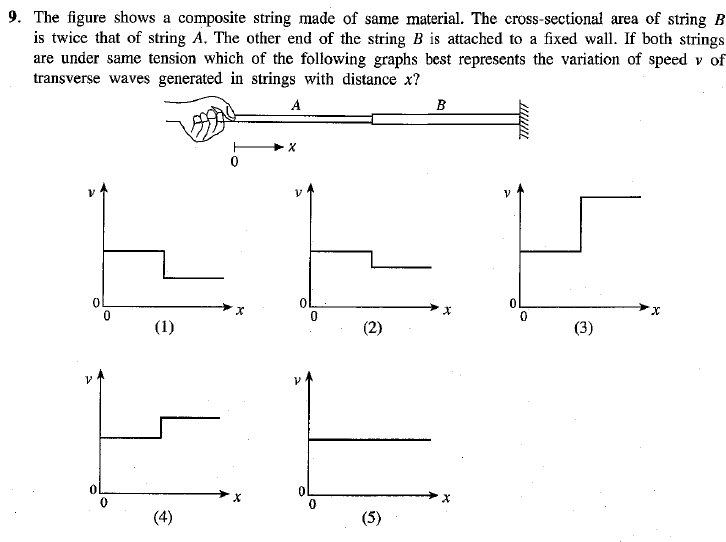 9. The figure shows a composite string made of same material. The cross-sectional area of string B
is twice that of string A. The other end of the string B is attached to a fixed wall. If both strings
are under same tension which of the following graphs best represents the variation of speed v of
transverse waves generated in strings with distance x?
A B
x
0
v v v
0 0 0
0 x 0 x 0 x
(1) (2) (3)
v v
0 0
0 x 0 x
(4) (5)